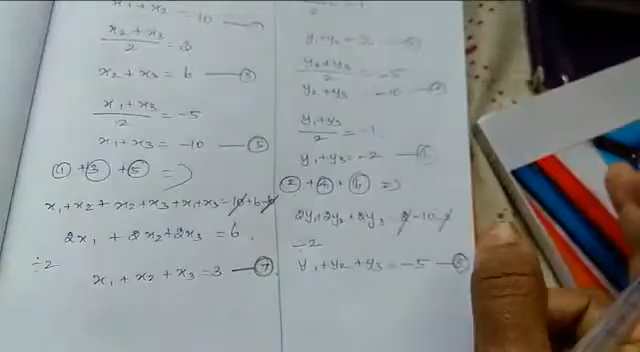 x₁ + x₂ = 10
(x₂ + x₃)/2 = 3
x₂ + x₃ = 6 —③
(x₁ + x₃)/2 = -5
x₁ + x₃ = -10 —⑤
① + ③ + ⑤ =>
x₁ + x₂ + x₂ + x₃ + x₁ + x₃ = 10 + 6 - 10
2x₁ + 2x₂ + 2x₃ = 6
÷2
x₁ + x₂ + x₃ = 3 —⑦
(y₂ + y₃)/2 = -5
y₂ + y₃ = -10 —④
(y₁ + y₃)/2 = -1
y₁ + y₃ = -2 —⑥
② + ④ + ⑥ =>
2y₁ + 2y₂ + 2y₃
÷2
y₁ + y₂ + y₃ = -5 —⑧